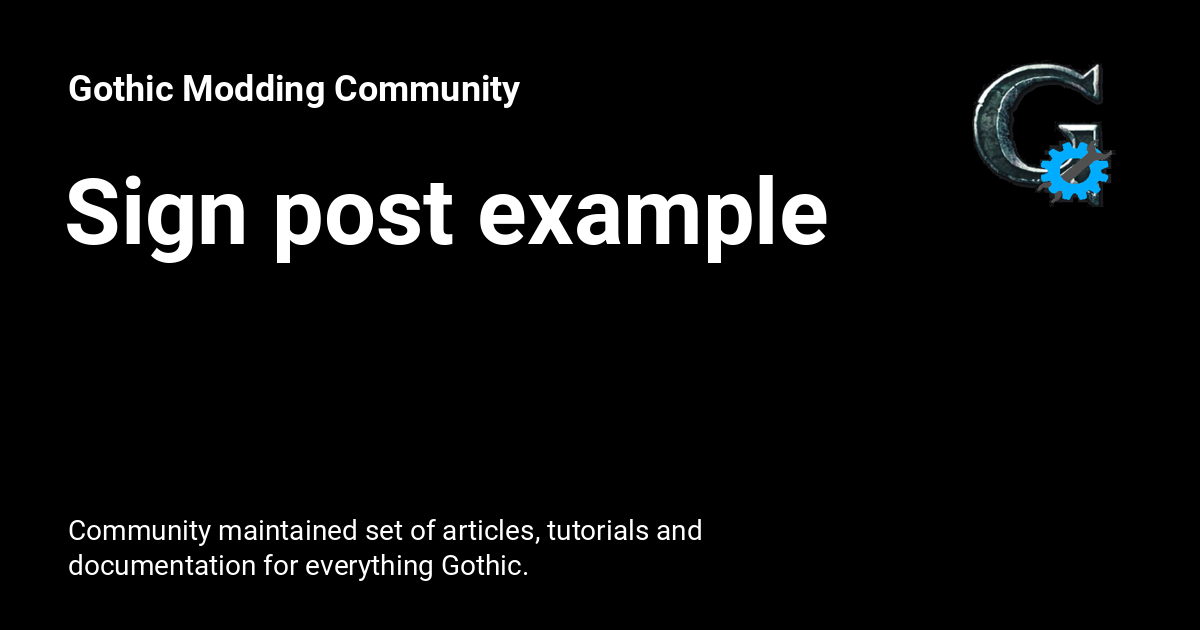 Gothic Modding Community
G
Sign post example
Community maintained set of articles, tutorials and
documentation for everything Gothic.